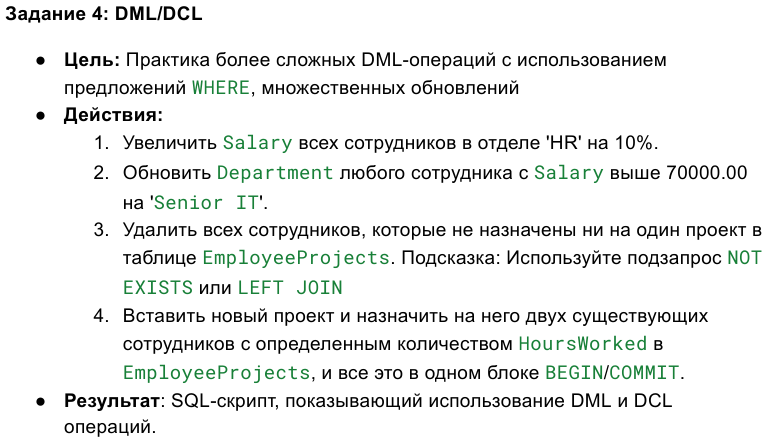 Задание 4: DML/DCL
● Цель: Практика более сложных DML-операций с использованием
предложений WHERE, множественных обновлений
● Действия:
1. Увеличить Salary всех сотрудников в отделе 'HR' на 10%.
2. Обновить Department любого сотрудника с Salary выше 70000.00
на 'Senior IT'.
3. Удалить всех сотрудников, которые не назначены ни на один проект в
таблице EmployeeProjects. Подсказка: Используйте подзапрос NOT
EXISTS или LEFT JOIN
4. Вставить новый проект и назначить на него двух существующих
сотрудников с определенным количеством HoursWorked в
EmployeeProjects, и все это в одном блоке BEGIN/COMMIT.
● Результат: SQL-скрипт, показывающий использование DML и DCL
операций.